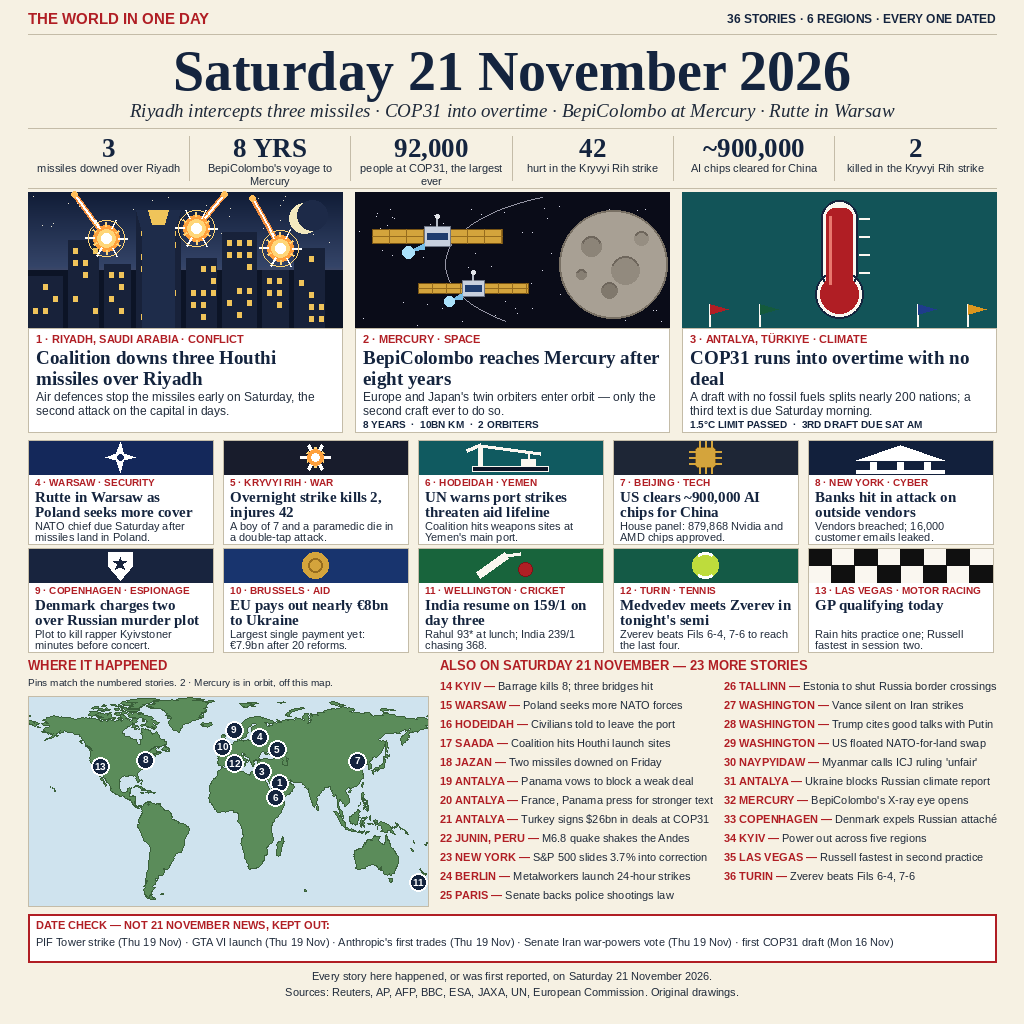 THE WORLD IN ONE DAY
36 STORIES · 6 REGIONS · EVERY ONE DATED
Saturday 21 November 2026
Riyadh intercepts three missiles · COP31 into overtime · BepiColombo at Mercury · Rutte in Warsaw
3
missiles downed over Riyadh
8 YRS
BepiColombo's voyage to
Mercury
92,000
people at COP31, the largest
ever
42
hurt in the Kryvyi Rih strike
~900,000
AI chips cleared for China
2
killed in the Kryvyi Rih strike
1 · RIYADH, SAUDI ARABIA · CONFLICT
Coalition downs three Houthi
missiles over Riyadh
Air defences stop the missiles early on Saturday, the
second attack on the capital in days.
2 · MERCURY · SPACE
BepiColombo reaches Mercury after
eight years
Europe and Japan's twin orbiters enter orbit — only the
second craft ever to do so.
8 YEARS · 10BN KM · 2 ORBITERS
3 · ANTALYA, TÜRKIYE · CLIMATE
COP31 runs into overtime with no
deal
A draft with no fossil fuels splits nearly 200 nations; a
third text is due Saturday morning.
1.5°C LIMIT PASSED · 3RD DRAFT DUE SAT AM
4 · WARSAW · SECURITY
Rutte in Warsaw as
Poland seeks more cover
NATO chief due Saturday after
missiles land in Poland.
5 · KRYVYI RIH · WAR
Overnight strike kills 2,
injures 42
A boy of 7 and a paramedic die in
a double-tap attack.
6 · HODEIDAH · YEMEN
UN warns port strikes
threaten aid lifeline
Coalition hits weapons sites at
Yemen's main port.
7 · BEIJING · TECH
US clears ~900,000 AI
chips for China
House panel: 879,868 Nvidia and
AMD chips approved.
8 · NEW YORK · CYBER
Banks hit in attack on
outside vendors
Vendors breached; 16,000
customer emails leaked.
9 · COPENHAGEN · ESPIONAGE
Denmark charges two
over Russian murder plot
Plot to kill rapper Kyivstoner
minutes before concert.
10 · BRUSSELS · AID
EU pays out nearly €8bn
to Ukraine
Largest single payment yet:
€7.9bn after 20 reforms.
11 · WELLINGTON · CRICKET
India resume on 159/1 on
day three
Rahul 93* at lunch; India 239/1
chasing 368.
12 · TURIN · TENNIS
Medvedev meets Zverev in
tonight's semi
Zverev beats Fils 6-4, 7-6 to reach
the last four.
13 · LAS VEGAS · MOTOR RACING
GP qualifying today
Rain hits practice one; Russell
fastest in session two.
WHERE IT HAPPENED
Pins match the numbered stories. 2 · Mercury is in orbit, off this map.
9
4
10
5
12
8
13
3
7
1
6
11
ALSO ON SATURDAY 21 NOVEMBER — 23 MORE STORIES
14 KYIV — Barrage kills 8; three bridges hit
15 WARSAW — Poland seeks more NATO forces
16 HODEIDAH — Civilians told to leave the port
17 SAADA — Coalition hits Houthi launch sites
18 JAZAN — Two missiles downed on Friday
19 ANTALYA — Panama vows to block a weak deal
20 ANTALYA — France, Panama press for stronger text
21 ANTALYA — Turkey signs $26bn in deals at COP31
22 JUNIN, PERU — M6.8 quake shakes the Andes
23 NEW YORK — S&P 500 slides 3.7% into correction
24 BERLIN — Metalworkers launch 24-hour strikes
25 PARIS — Senate backs police shootings law
26 TALLINN — Estonia to shut Russia border crossings
27 WASHINGTON — Vance silent on Iran strikes
28 WASHINGTON — Trump cites good talks with Putin
29 WASHINGTON — US floated NATO-for-land swap
30 NAYPYIDAW — Myanmar calls ICJ ruling 'unfair'
31 ANTALYA — Ukraine blocks Russian climate report
32 MERCURY — BepiColombo's X-ray eye opens
33 COPENHAGEN — Denmark expels Russian attaché
34 KYIV — Power out across five regions
35 LAS VEGAS — Russell fastest in second practice
36 TURIN — Zverev beats Fils 6-4, 7-6
DATE CHECK — NOT 21 NOVEMBER NEWS, KEPT OUT:
PIF Tower strike (Thu 19 Nov) · GTA VI launch (Thu 19 Nov) · Anthropic's first trades (Thu 19 Nov) · Senate Iran war-powers vote (Thu 19 Nov) · first COP31 draft (Mon 16 Nov)
Every story here happened, or was first reported, on Saturday 21 November 2026.
Sources: Reuters, AP, AFP, BBC, ESA, JAXA, UN, European Commission. Original drawings.